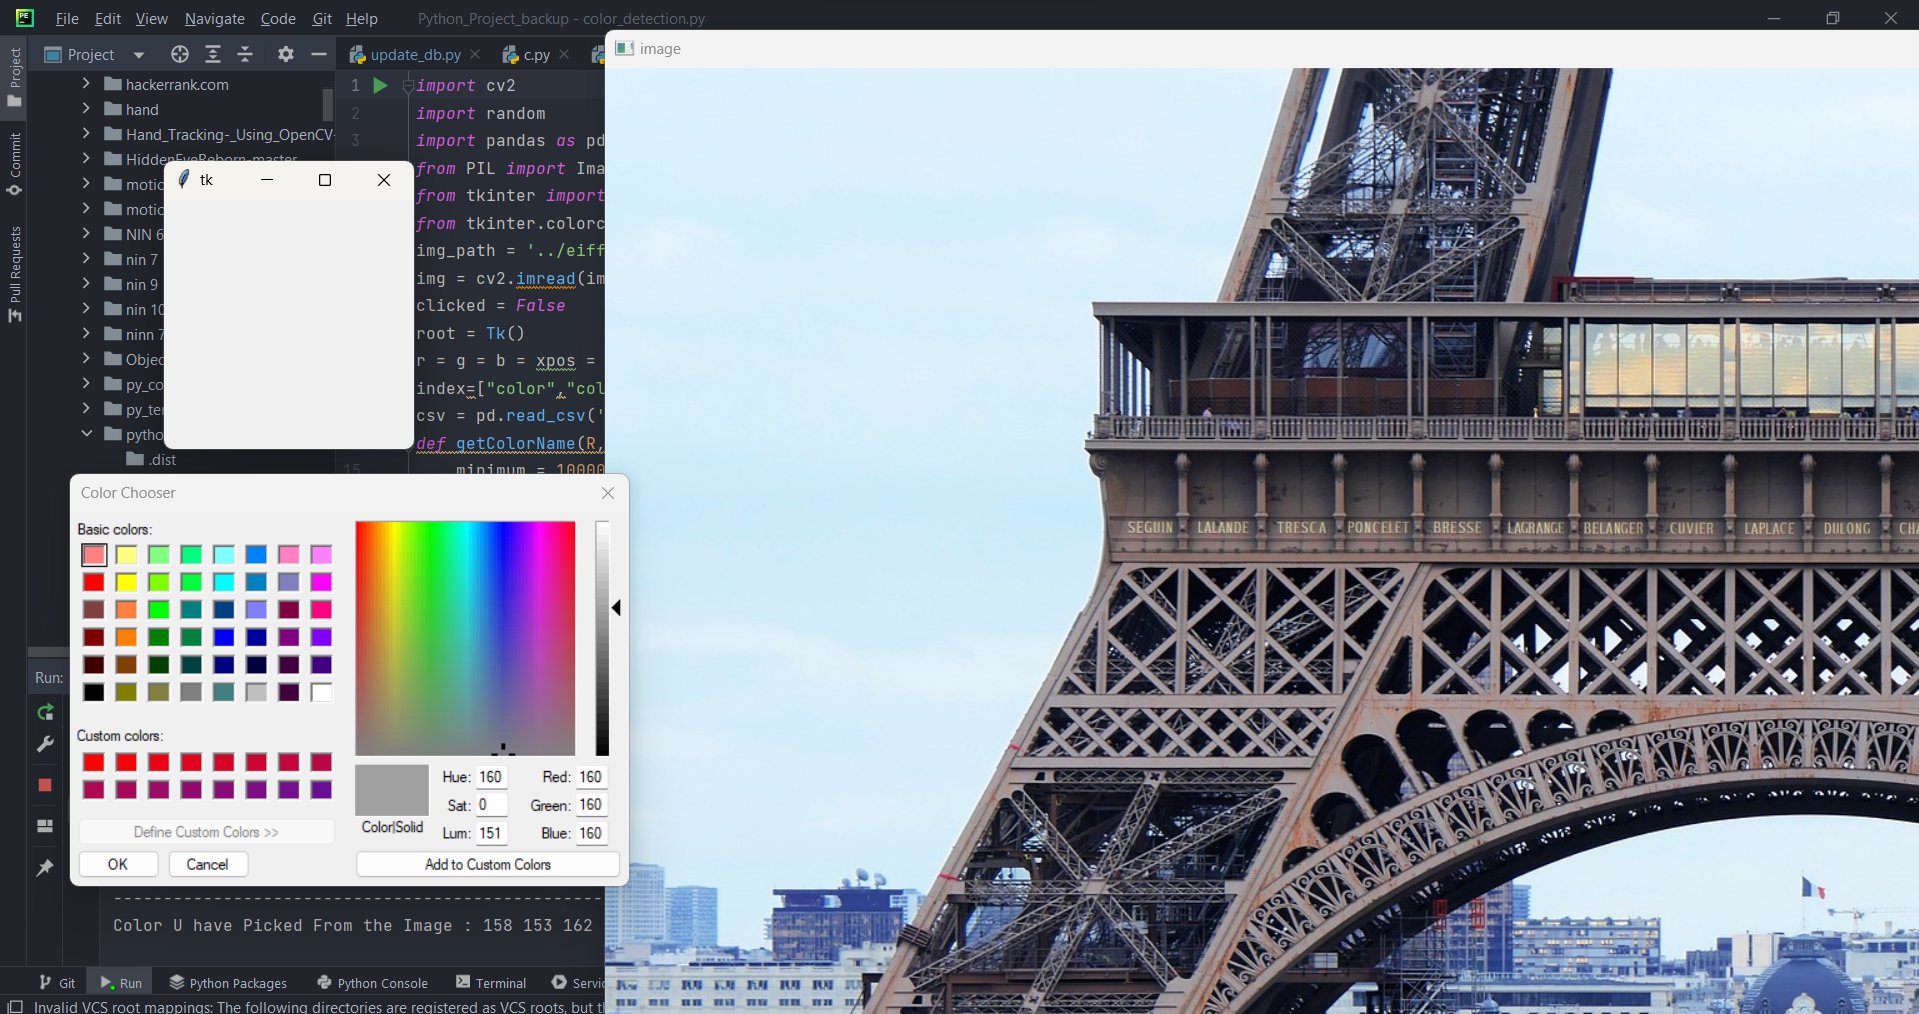 File Edit View Navigate Code Git Help Python_Project_backup - color_detection.py
Project
Commit
Pull Requests
Project
update_db.py
c.py
hackerrank.com
hand
Hand_Tracking-_Using_OpenCV-
HiddenEyeReborn-master
motic
motic
NIN 6
nin 7
nin 9
nin 10
ninn 7
Objec
py_co
py_te
pytho
.dist
1 import cv2
2 import random
3 import pandas as pd
from PIL import Ima
from tkinter import
from tkinter.colorc
img_path = '../eiff
img = cv2.imread(im
clicked = False
root = Tk()
r = g = b = xpos =
index=["color","col
csv = pd.read_csv('
def getColorName(R,
15 minimum = 10000
tk
image
SEGUIN LALANDE TRESCA PONCELET BRESSE LAGRANGE BELANGER CUVIER LAPLACE DULONG CHA
Color Chooser
Basic colors:
Custom colors:
Define Custom Colors >>
OK Cancel
Color|Solid
Hue: 160 Red: 160
Sat: 0 Green: 160
Lum: 151 Blue: 160
Add to Custom Colors
Run:
----------------------------------------
Color U have Picked From the Image : 158 153 162
Git Run Python Packages Python Console Terminal Servic
Invalid VCS root mappings: The following directories are registered as VCS roots, but th